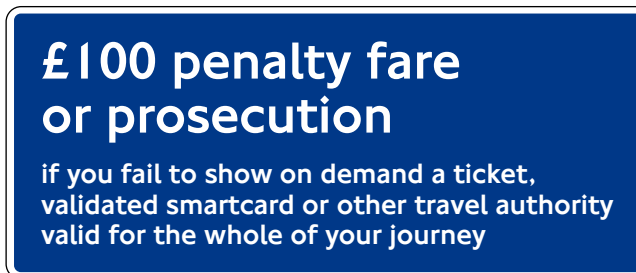 £100 penalty fare
or prosecution
if you fail to show on demand a ticket,
validated smartcard or other travel authority
valid for the whole of your journey